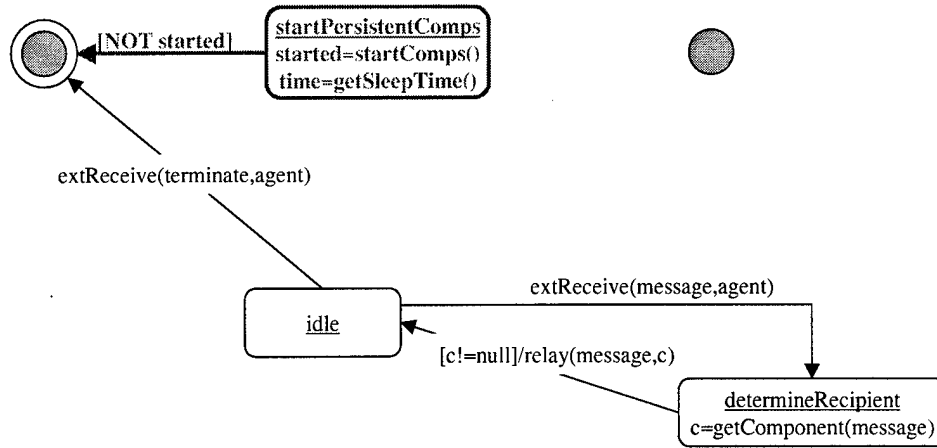 [NOT started]
startPersistentComps
started=startComps()
time=getSleepTime()
extReceive(terminate,agent)
extReceive(message,agent)
idle
[c!=null]/relay(message,c)
determineRecipient
c=getComponent(message)